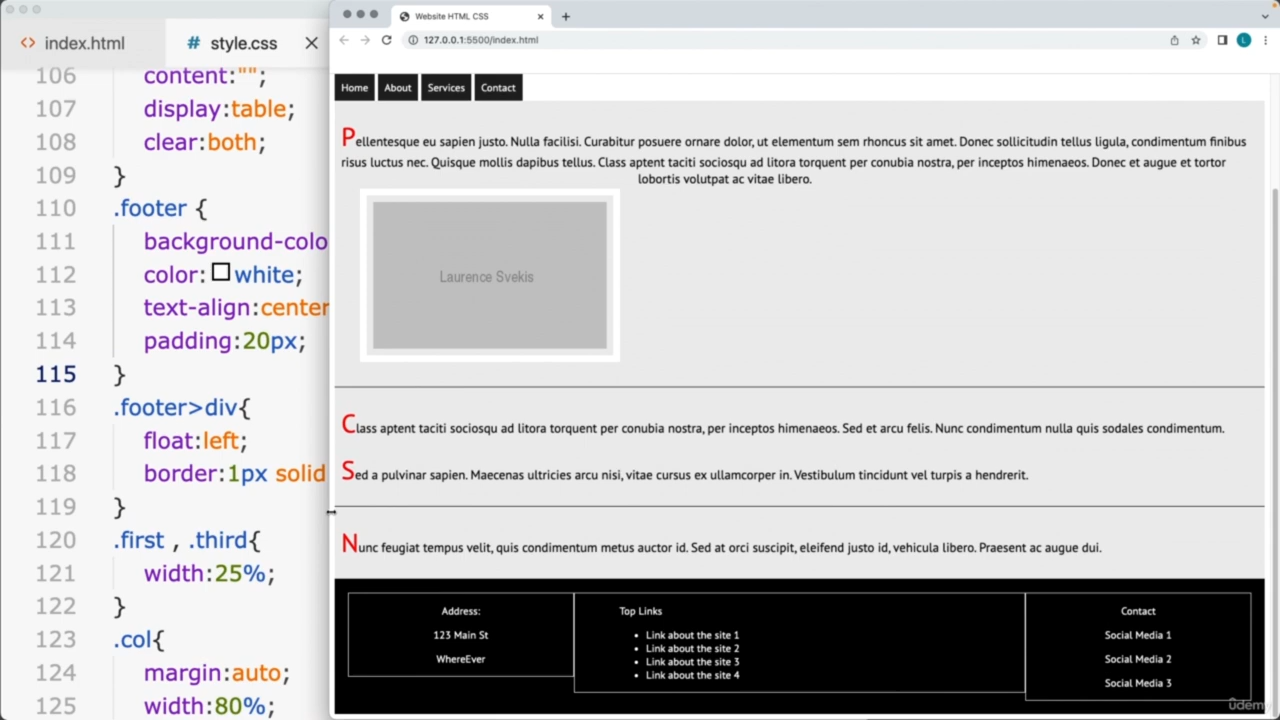 index.html
# style.css
106 content:"";
107 display:table;
108 clear:both;
109 }
110 .footer {
111 background-colo
112 color: white;
113 text-align:center
114 padding:20px;
115 }
116 .footer>div{
117 float:left;
118 border:1px solid
119 }
120 .first , .third{
121 width:25%;
122 }
123 .col{
124 margin:auto;
125 width:80%;
Website HTML CSS
127.0.0.1:5500/index.html
L
Home About Services Contact
Pellentesque eu sapien justo. Nulla facilisi. Curabitur posuere ornare dolor, ut elementum sem rhoncus sit amet. Donec sollicitudin tellus ligula, condimentum finibus
risus luctus nec. Quisque mollis dapibus tellus. Class aptent taciti sociosqu ad litora torquent per conubia nostra, per inceptos himenaeos. Donec et augue et tortor
lobortis volutpat ac vitae libero.
Laurence Svekis
Class aptent taciti sociosqu ad litora torquent per conubia nostra, per inceptos himenaeos. Sed et arcu felis. Nunc condimentum nulla quis sodales condimentum.
Sed a pulvinar sapien. Maecenas ultricies arcu nisi, vitae cursus ex ullamcorper in. Vestibulum tincidunt vel turpis a hendrerit.
Nunc feugiat tempus velit, quis condimentum metus auctor id. Sed at orci suscipit, eleifend justo id, vehicula libero. Praesent ac augue dui.
Address:
123 Main St
WhereEver
Top Links
• Link about the site 1
• Link about the site 2
• Link about the site 3
• Link about the site 4
Contact
Social Media 1
Social Media 2
Social Media 3
ûdemy